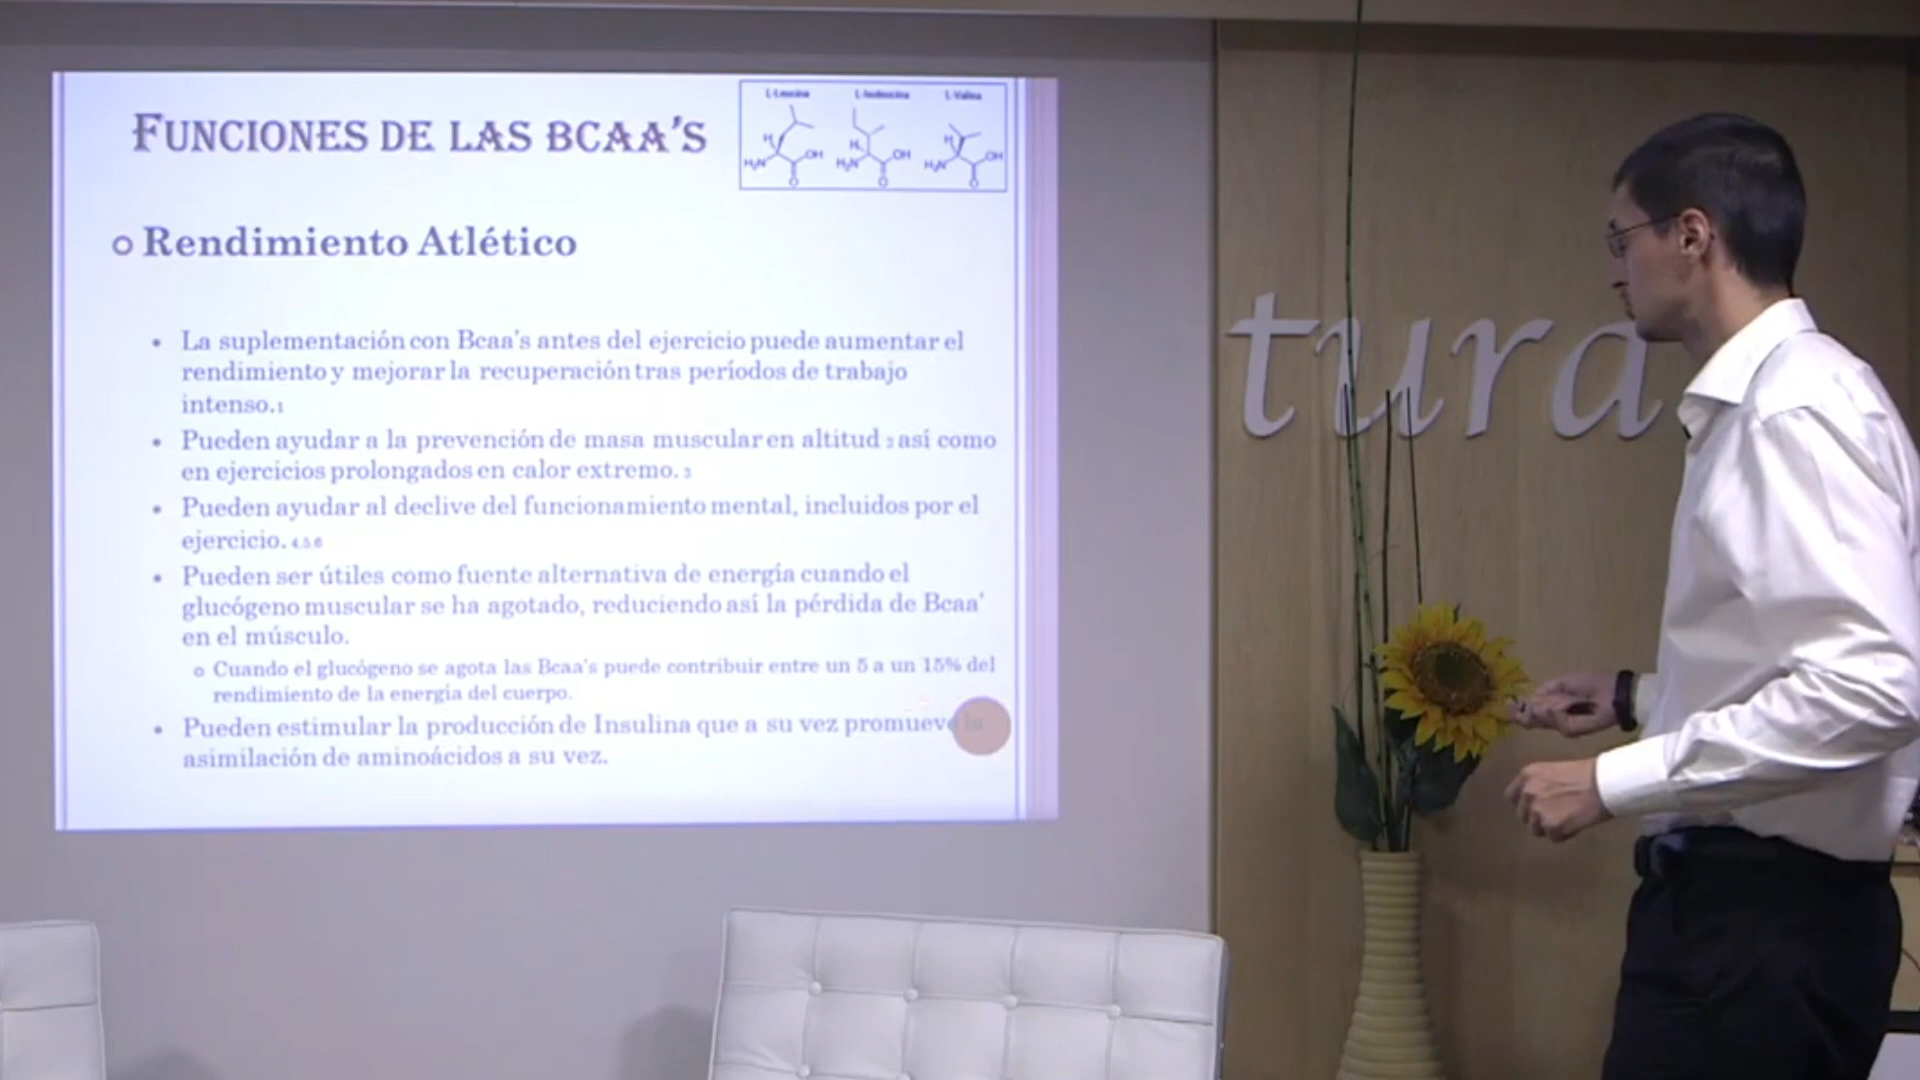 FUNCIONES DE LAS BCAA'S
L-Leucina L-Isoleucina L-Valina
H H H
H₂N OH H₂N OH H₂N OH
O O O
Rendimiento Atlético
La suplementación con Bcaa's antes del ejercicio puede aumentar el
rendimiento y mejorar la recuperación tras períodos de trabajo
intenso.1
Pueden ayudar a la prevención de masa muscular en altitud 2 así como
en ejercicios prolongados en calor extremo. 3
Pueden ayudar al declive del funcionamiento mental, incluidos por el
ejercicio. 4,5,6
Pueden ser útiles como fuente alternativa de energía cuando el
glucógeno muscular se ha agotado, reduciendo así la pérdida de Bcaa'
en el músculo.
Cuando el glucógeno se agota las Bcaa's puede contribuir entre un 5 a un 15% del
rendimiento de la energía del cuerpo.
Pueden estimular la producción de Insulina que a su vez promueve la
asimilación de aminoácidos a su vez.
tura